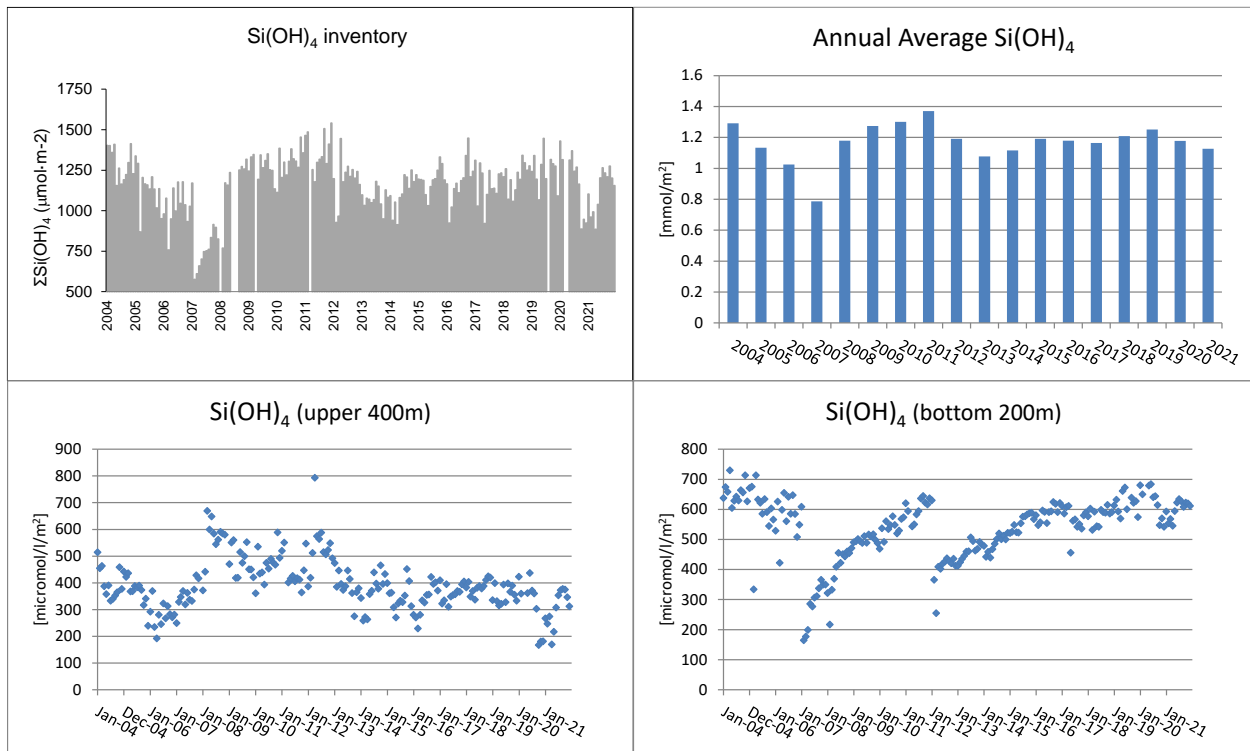 Si(OH)₄ inventory
ΣSi(OH)₄ (µmol·m-2)
1750
1500
1250
1000
750
500
2004 2005 2006 2007 2008 2009 2010 2011 2012 2013 2014 2015 2016 2017 2018 2019 2020 2021
Annual Average Si(OH)₄
[mmol/m²]
1.6
1.4
1.2
1
0.8
0.6
0.4
0.2
0
2004 2005 2006 2007 2008 2009 2010 2011 2012 2013 2014 2015 2016 2017 2018 2019 2020 2021
Si(OH)₄ (upper 400m)
[micromol/l/m²]
900
800
700
600
500
400
300
200
100
0
Jan-04 Dec-04 Jan-06 Jan-07 Jan-08 Jan-09 Jan-10 Jan-11 Jan-12 Jan-13 Jan-14 Jan-15 Jan-16 Jan-17 Jan-18 Jan-19 Jan-20 Jan-21
Si(OH)₄ (bottom 200m)
[micromol/l/m²]
800
700
600
500
400
300
200
100
0
Jan-04 Dec-04 Jan-06 Jan-07 Jan-08 Jan-09 Jan-10 Jan-11 Jan-12 Jan-13 Jan-14 Jan-15 Jan-16 Jan-17 Jan-18 Jan-19 Jan-20 Jan-21